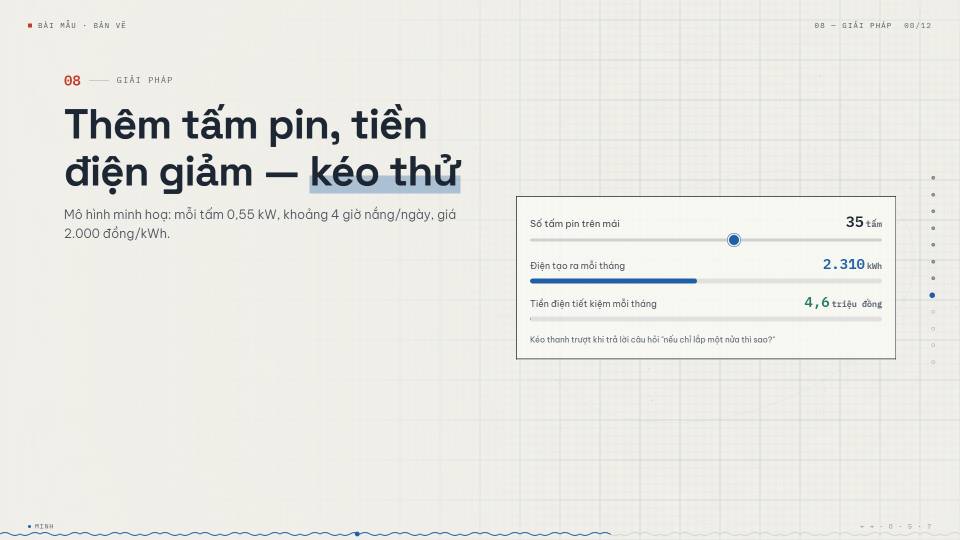 BÀI MẪU · BẢN VẼ
08 — GIẢI PHÁP 08/12
08 — GIẢI PHÁP
Thêm tấm pin, tiền
điện giảm — kéo thử
Mô hình minh hoạ: mỗi tấm 0,55 kW, khoảng 4 giờ nắng/ngày, giá
2.000 đồng/kWh.
Số tấm pin trên mái 35 tấm
Điện tạo ra mỗi tháng 2.310 kWh
Tiền điện tiết kiệm mỗi tháng 4,6 triệu đồng
Kéo thanh trượt khi trả lời câu hỏi "nếu chỉ lắp một nửa thì sao?"
MINH